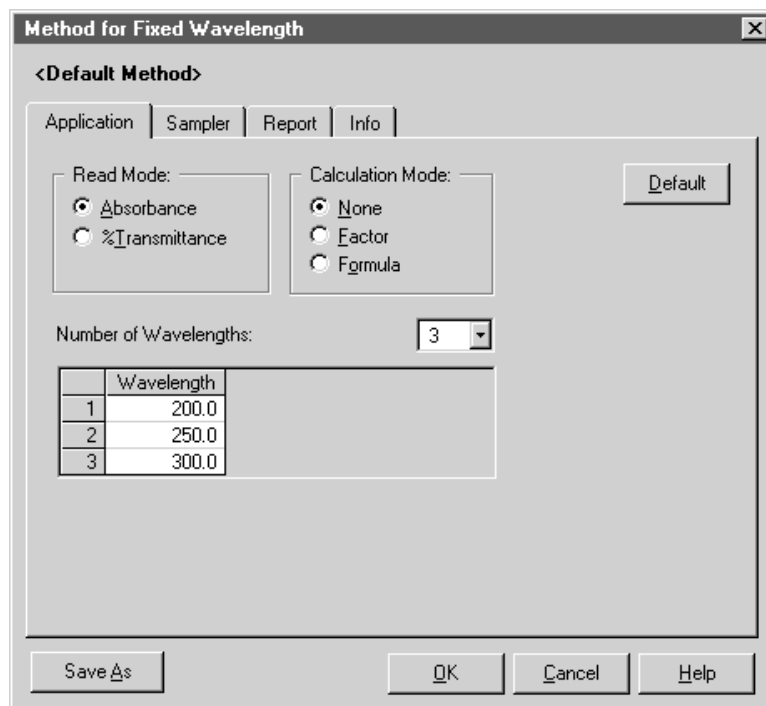 Method for Fixed Wavelength
<Default Method>
Application Sampler Report Info
Read Mode:
Absorbance
%Transmittance
Calculation Mode:
None
Factor
Formula
Default
Number of Wavelengths: 3
Wavelength
1 200.0
2 250.0
3 300.0
Save As OK Cancel Help